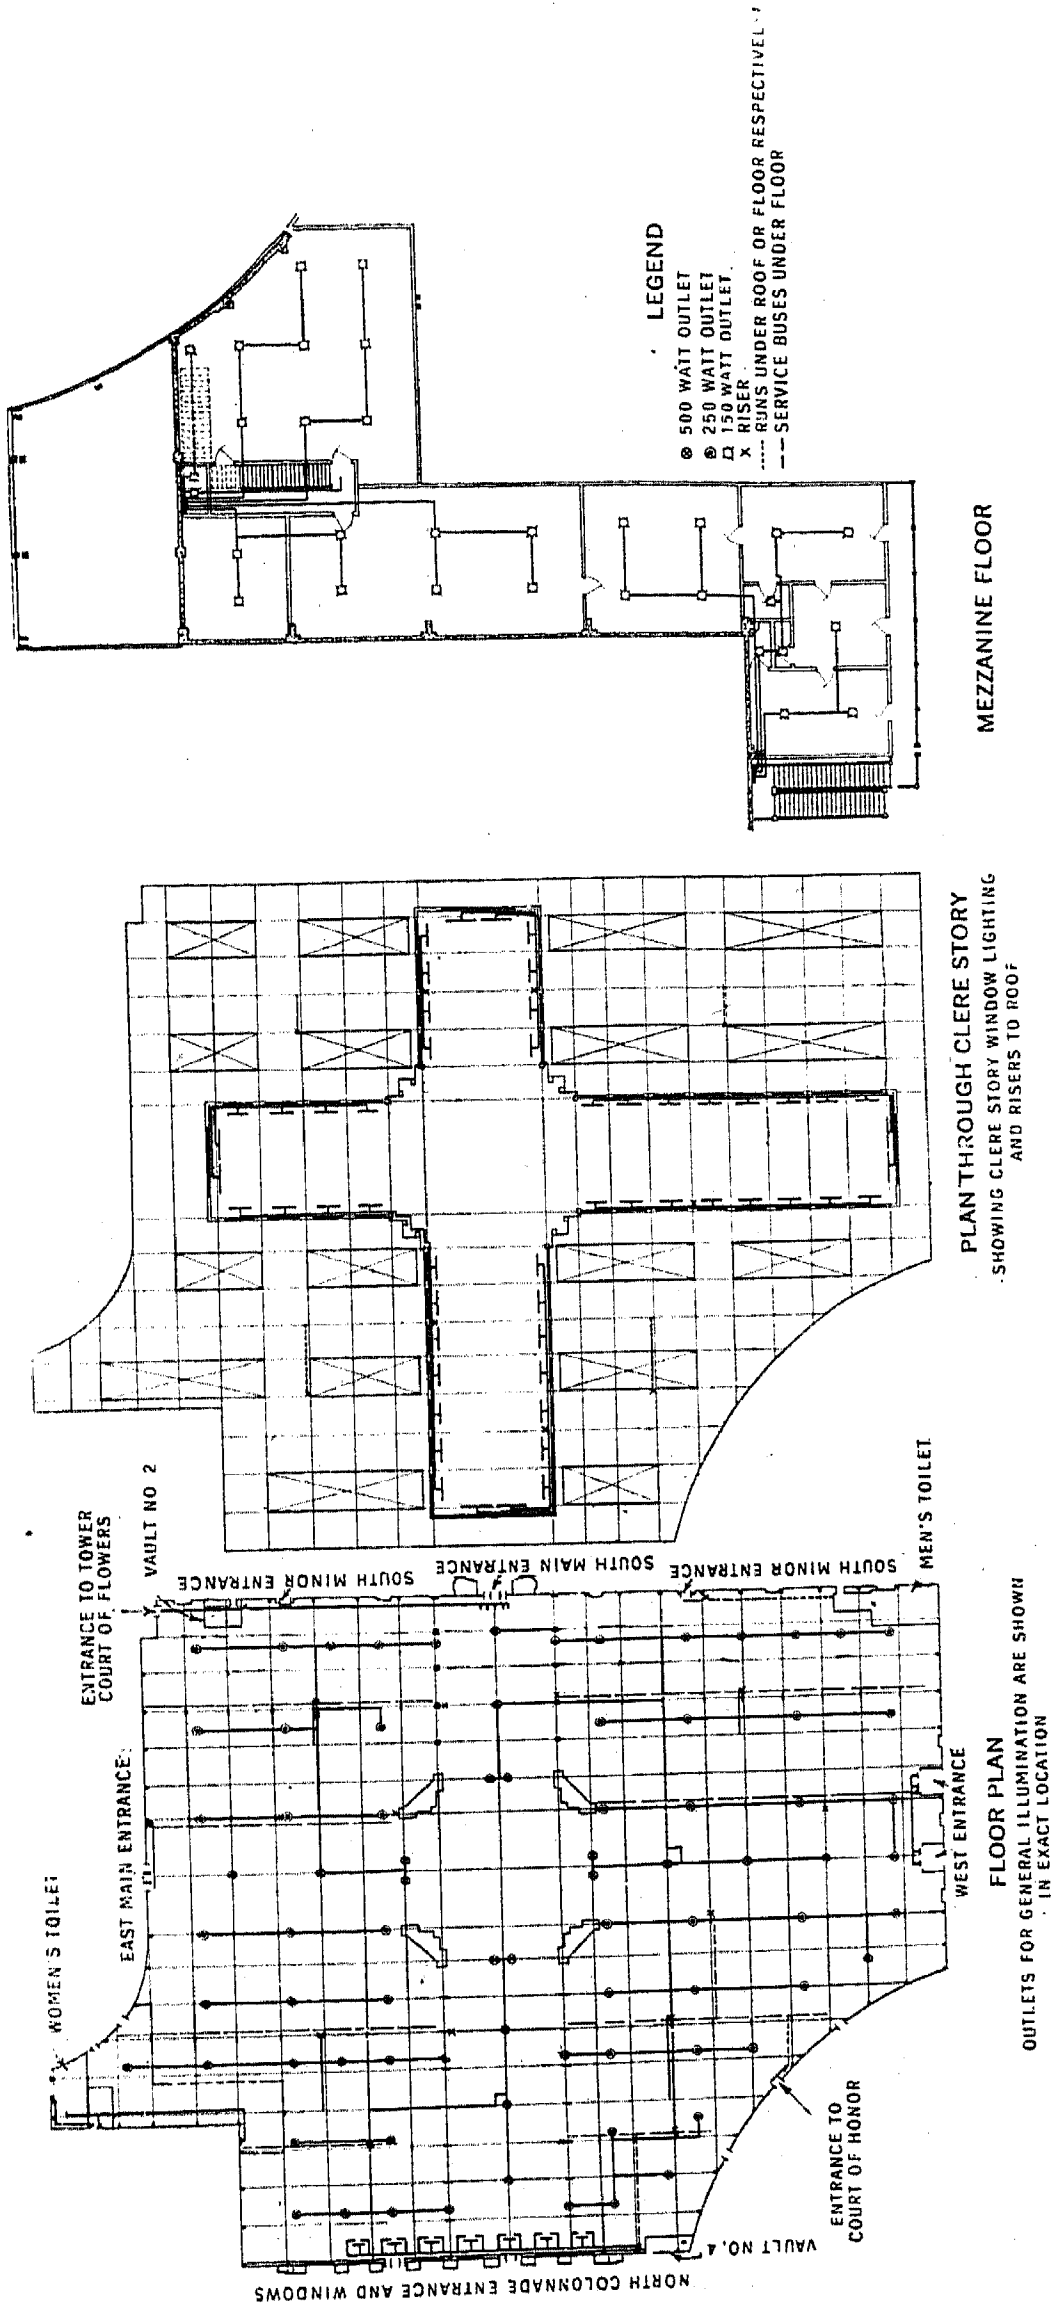 LEGEND
⊗ 500 WATT OUTLET
◎ 250 WATT OUTLET
150 WATT OUTLET
X RISER
---- RUNS UNDER ROOF OR FLOOR
–– SERVICE BUSES UNDER FLOOR
MEZZANINE FLOOR
PLAN THROUGH CLERE STORY
SHOWING CLERE STORY WINDOW LIGHTING
AND RISERS TO ROOF
WOMEN'S TOILET
EAST MAIN ENTRANCE
ENTRANCE TO TOWER
COURT OF FLOWERS
VAULT NO 2
SOUTH MINOR ENTRANCE
SOUTH MAIN ENTRANCE
SOUTH MINOR ENTRANCE
MEN'S TOILET
NORTH COLONNADE ENTRANCE AND WINDOWS
VAULT NO. 4
ENTRANCE TO
COURT OF HONOR
WEST ENTRANCE
FLOOR PLAN
OUTLETS FOR GENERAL ILLUMINATION ARE SHOWN
IN EXACT LOCATION